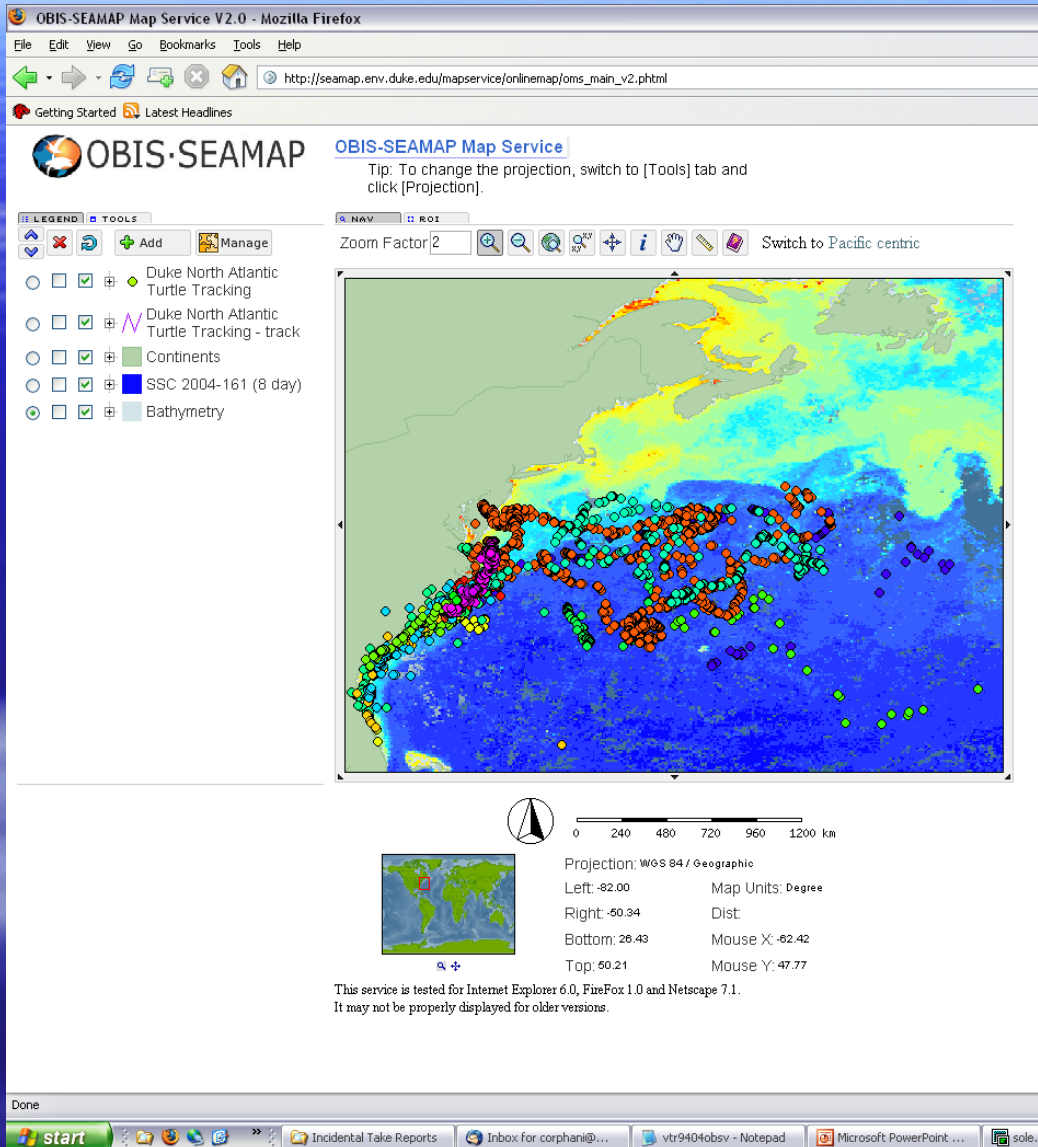 OBIS-SEAMAP Map Service V2.0 - Mozilla Firefox
File Edit View Go Bookmarks Tools Help
http://seamap.env.duke.edu/mapservice/onlinemap/oms_main_v2.phtml
Getting Started Latest Headlines
OBIS·SEAMAP
OBIS-SEAMAP Map Service
Tip: To change the projection, switch to [Tools] tab and
click [Projection].
LEGEND TOOLS
NAV ROI
Add Manage
Zoom Factor 2 Switch to Pacific centric
Duke North Atlantic
Turtle Tracking
Duke North Atlantic
Turtle Tracking - track
Continents
SSC 2004-161 (8 day)
Bathymetry
0 240 480 720 960 1200 km
Projection: WGS 84 / Geographic
Left: -82.00 Map Units: Degree
Right: -50.34 Dist:
Bottom: 26.43 Mouse X: -62.42
Top: 50.21 Mouse Y: 47.77
This service is tested for Internet Explorer 6.0, FireFox 1.0 and Netscape 7.1.
It may not be properly displayed for older versions.
Done
start Incidental Take Reports Inbox for corphani@... vtr9404obsv - Notepad Microsoft PowerPoint ... sole.